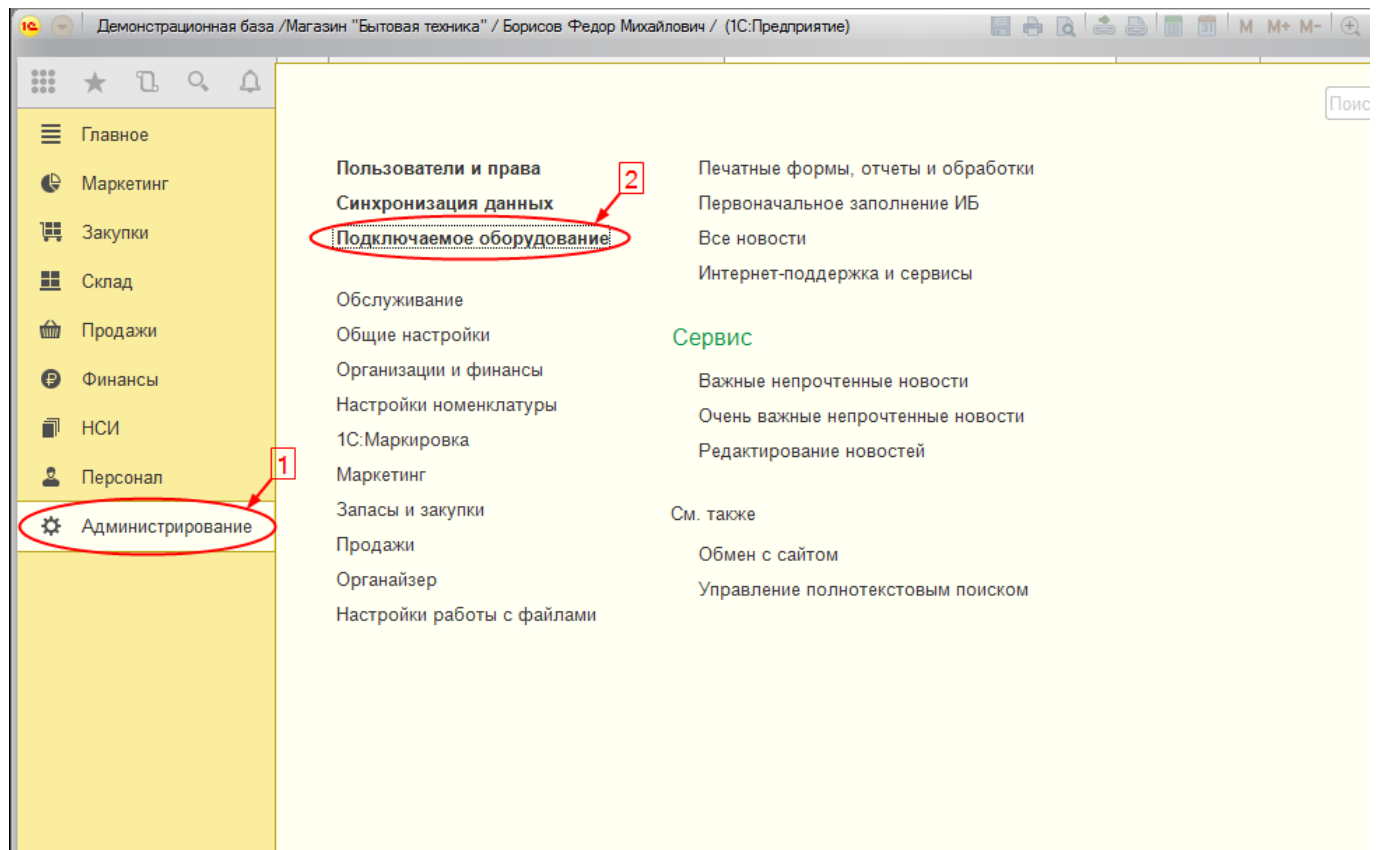 Демонстрационная база /Магазин "Бытовая техника" / Борисов Федор Михайлович / (1С:Предприятие)
31 M M+ M-
Поис
Главное
Маркетинг
Закупки
Склад
Продажи
Финансы
НСИ
Персонал
Администрирование
1
Пользователи и права
2
Синхронизация данных
Подключаемое оборудование
Обслуживание
Общие настройки
Организации и финансы
Настройки номенклатуры
1С:Маркировка
Маркетинг
Запасы и закупки
Продажи
Органайзер
Настройки работы с файлами
Печатные формы, отчеты и обработки
Первоначальное заполнение ИБ
Все новости
Интернет-поддержка и сервисы
Сервис
Важные непрочтенные новости
Очень важные непрочтенные новости
Редактирование новостей
См. также
Обмен с сайтом
Управление полнотекстовым поиском